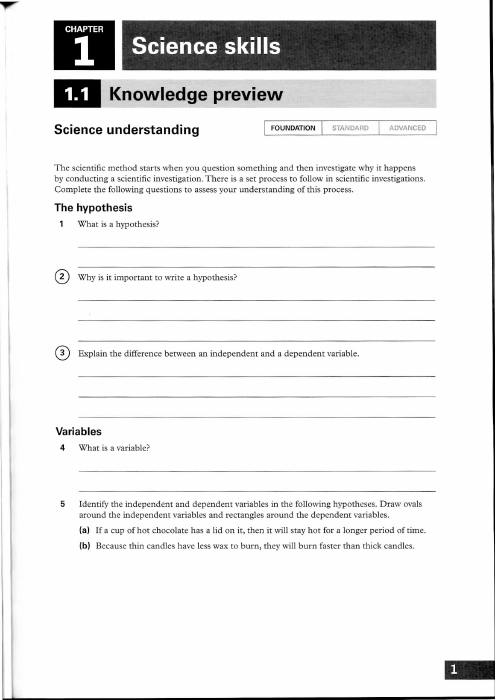 CHAPTER
1
Science skills
1.1 Knowledge preview
Science understanding
FOUNDATION STANDARD ADVANCED
The scientific method starts when you question something and then investigate why it happens
by conducting a scientific investigation. There is a set process to follow in scientific investigations.
Complete the following questions to assess your understanding of this process.
The hypothesis
1 What is a hypothesis?
2 Why is it important to write a hypothesis?
3 Explain the difference between an independent and a dependent variable.
Variables
4 What is a variable?
5 Identify the independent and dependent variables in the following hypotheses. Draw ovals
around the independent variables and rectangles around the dependent variables.
(a) If a cup of hot chocolate has a lid on it, then it will stay hot for a longer period of time.
(b) Because thin candles have less wax to burn, they will burn faster than thick candles.
1